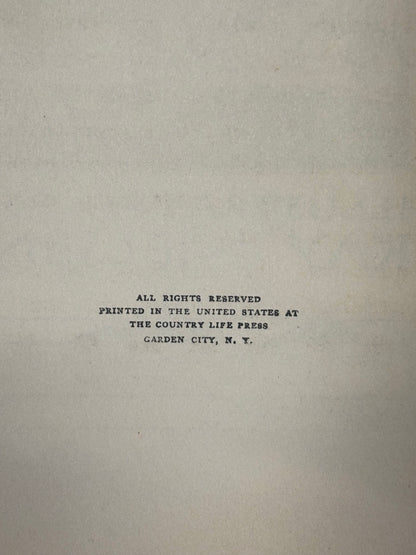 ALL RIGHTS RESERVED
PRINTED IN THE UNITED STATES AT
THE COUNTRY LIFE PRESS
GARDEN CITY, N. Y.